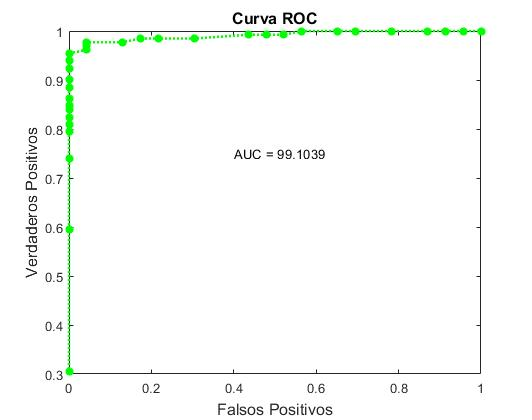 Curva ROC
1
0.9
0.8
0.7
0.6
0.5
0.4
0.3
Verdaderos Positivos
AUC = 99.1039
0 0.2 0.4 0.6 0.8 1
Falsos Positivos